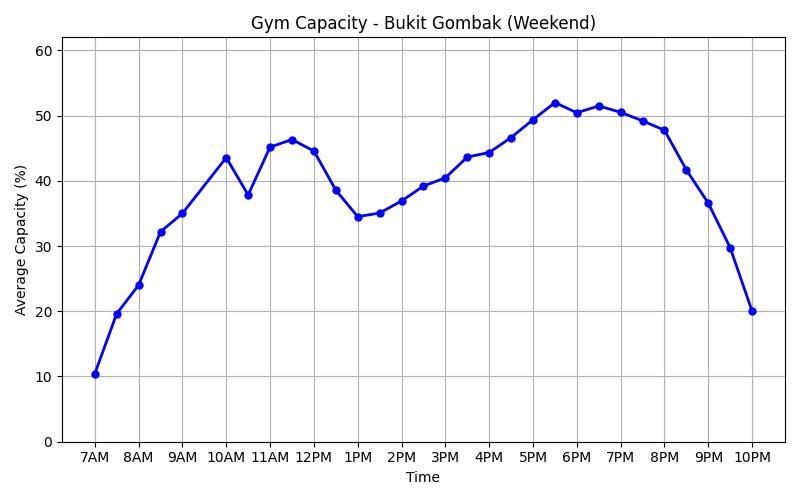 Gym Capacity - Bukit Gombak (Weekend)
Average Capacity (%)
60
50
40
30
20
10
0
7AM 8AM 9AM 10AM 11AM 12PM 1PM 2PM 3PM 4PM 5PM 6PM 7PM 8PM 9PM 10PM
Time